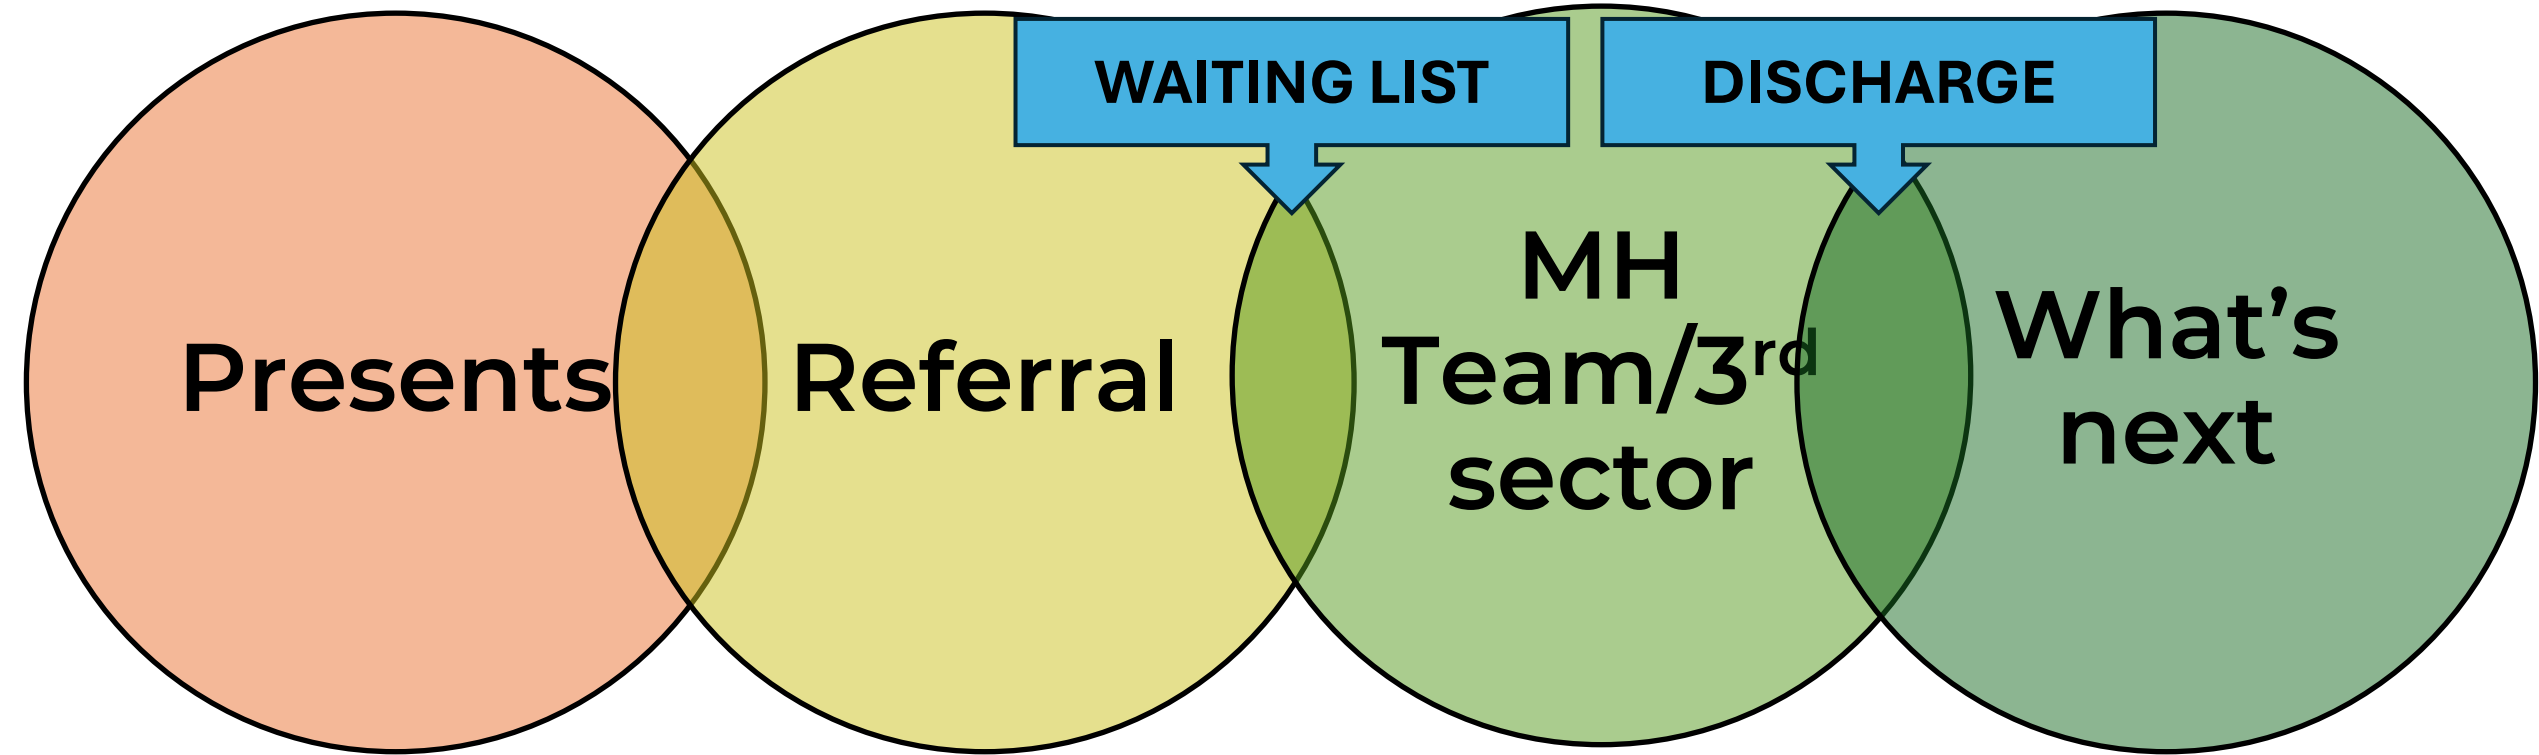 WAITING LIST
DISCHARGE
Presents
Referral
MH
Team/3rd
sector
What’s
next